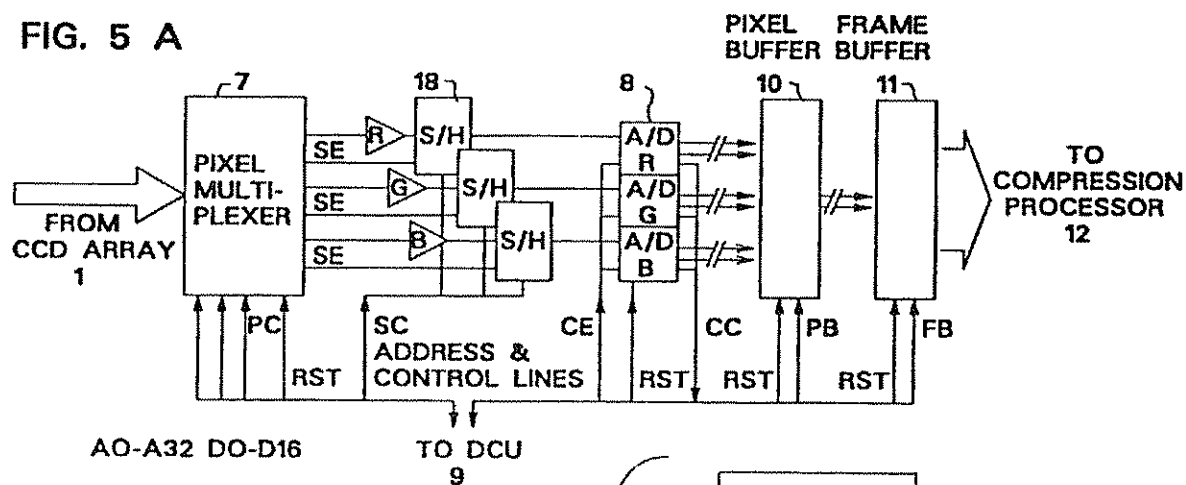 FIG. 5 A
PIXEL FRAME
BUFFER BUFFER
7
18
8
10
11
PIXEL
MULTI-
PLEXER
SE
SE
SE
R
G
B
S/H
S/H
S/H
A/D
R
A/D
G
A/D
B
FROM
CCD ARRAY
1
TO
COMPRESSION
PROCESSOR
12
PC
SC
CE
CC
PB
FB
ADDRESS &
CONTROL LINES
RST
RST
RST
RST
AO-A32 DO-D16
TO DCU
9